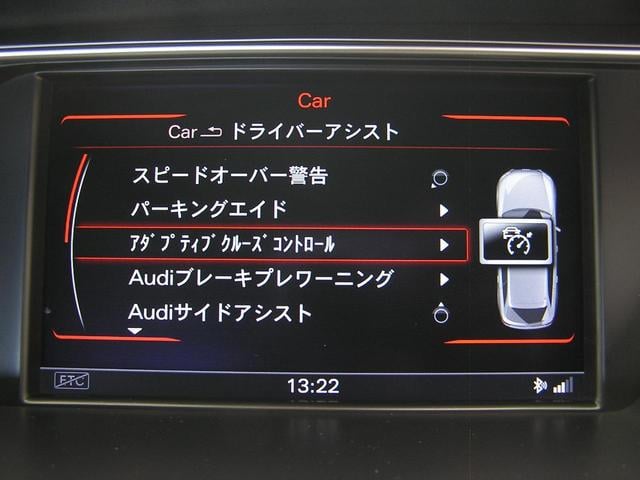 Car
Car ドライバーアシスト
スピードオーバー警告
パーキングエイド
ｱﾀﾞﾌﾟﾃｨﾌﾞｸﾙｰｽﾞｺﾝﾄﾛｰﾙ
Audiブレーキプレワーニング
Audiサイドアシスト
ETC
13:22